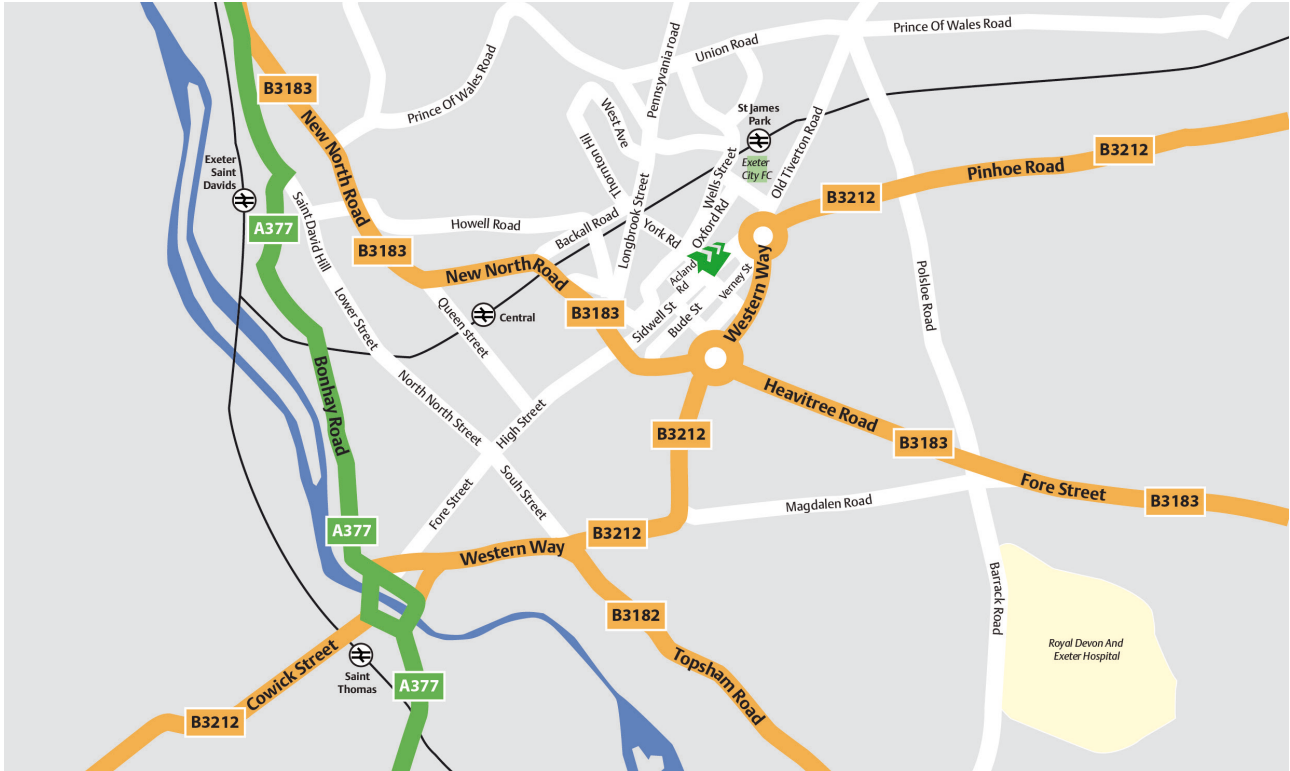 Prince Of Wales Road
Union Road
Pennsylvania road
B3183
Prince Of Wales Road
West Ave
St James
Park
Exeter
City FC
Old Tiverton Road
B3212
Pinhoe Road
New North Road
Exeter
Saint
Davids
Thornton Hill
Wells Street
B3212
A377
Saint David Hill
Howell Road
Backall Road
Longbrook Street
York Rd
Oxford Rd
B3183
New North Road
Acland
Rd
Verney St
Western Way
Polsloe Road
Lower Street
Queen street
Central
B3183
Sidwell St
Bude St
Bonhay Road
North North Street
High Street
Heavitree Road
B3212
B3183
Fore Street
Souh Street
Magdalen Road
Fore Street
B3183
A377
B3212
Western Way
Barrack Road
B3182
Royal Devon And
Exeter Hospital
Saint
Thomas
Cowick Street
A377
Topsham Road
B3212